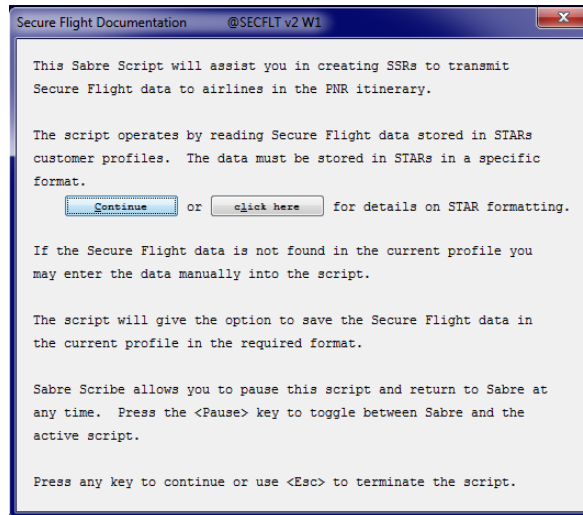 Secure Flight Documentation @SECFLT v2 W1
This Sabre Script will assist you in creating SSRs to transmit
Secure Flight data to airlines in the PNR itinerary.
The script operates by reading Secure Flight data stored in STARs
customer profiles. The data must be stored in STARs in a specific
format.
Continue or click here for details on STAR formatting.
If the Secure Flight data is not found in the current profile you
may enter the data manually into the script.
The script will give the option to save the Secure Flight data in
the current profile in the required format.
Sabre Scribe allows you to pause this script and return to Sabre at
any time. Press the <Pause> key to toggle between Sabre and the
active script.
Press any key to continue or use <Esc> to terminate the script.